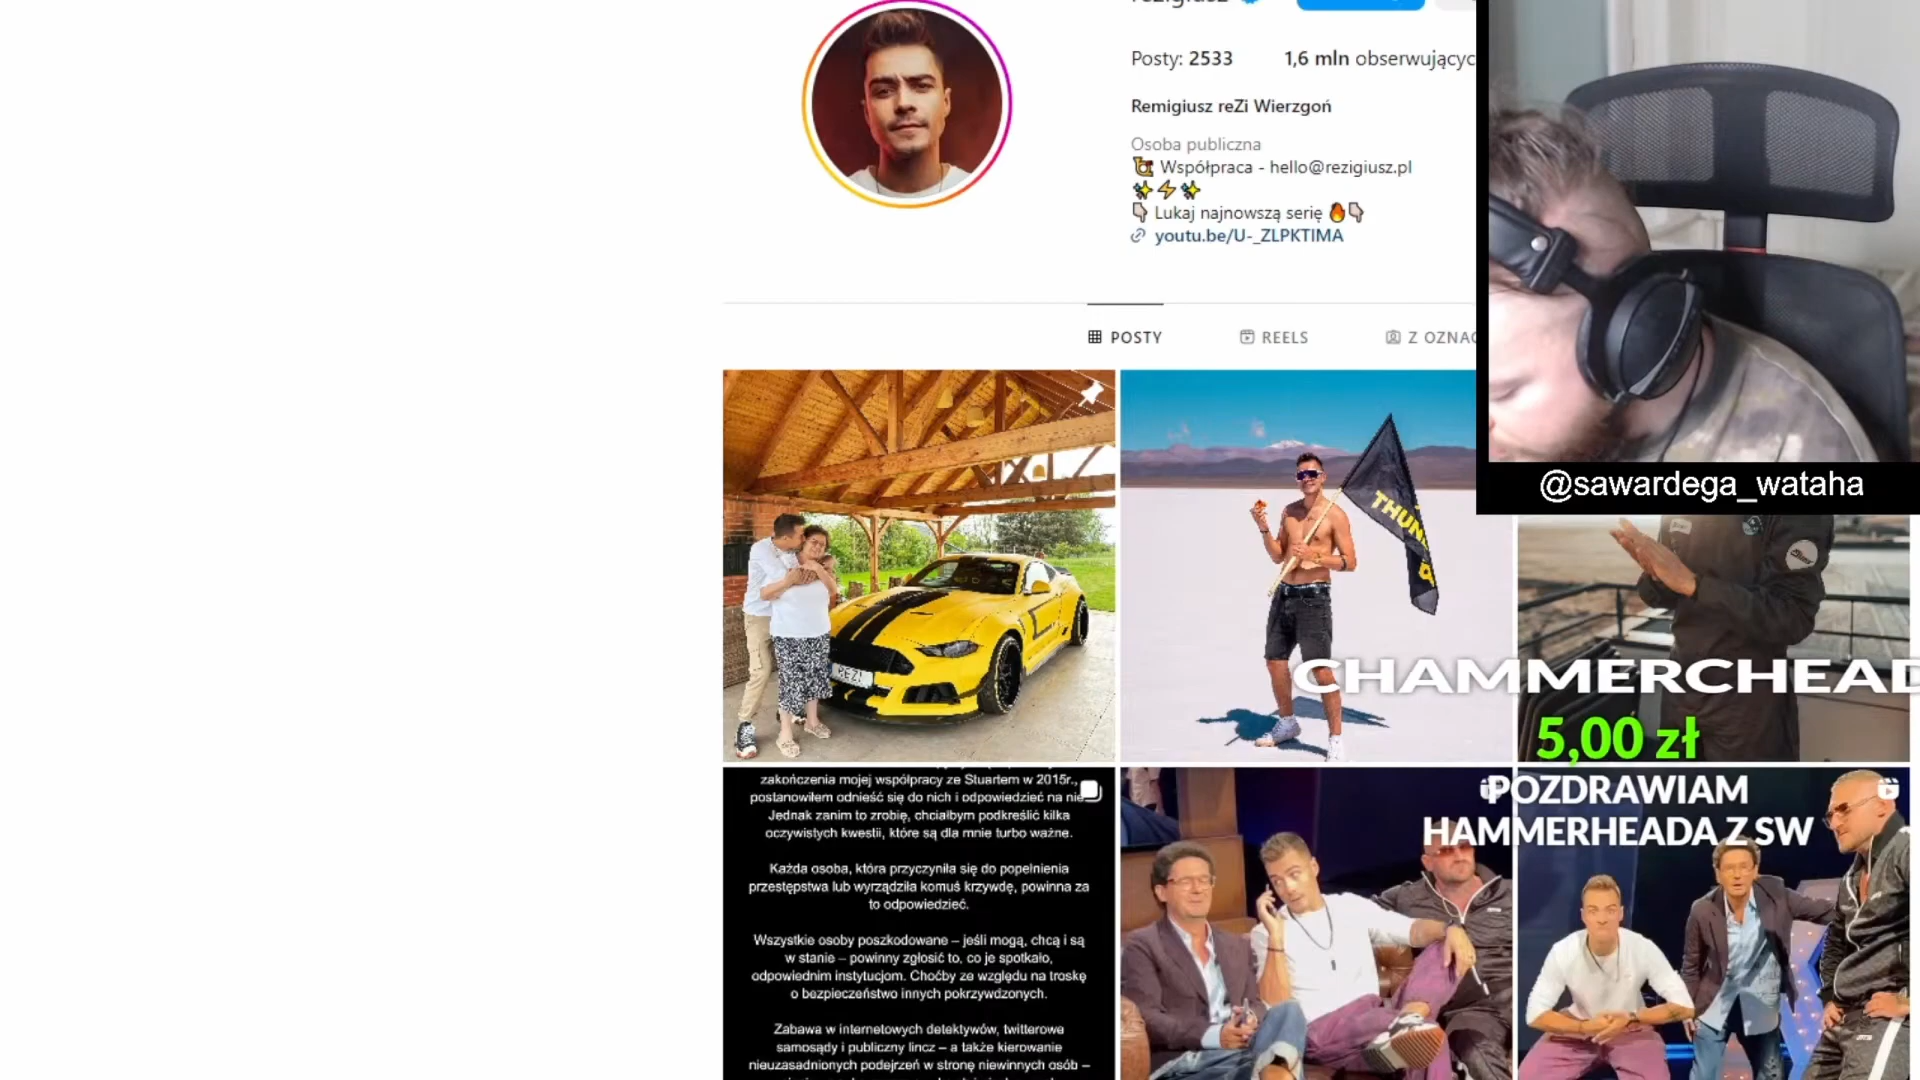 Posty: 2533
1,6 mln obserwując
Remigiusz reZi Wierzgoń
Osoba publiczna
Współpraca - hello@rezigiusz.pl
Lukaj najnowszą serię
youtu.be/U-_ZLPKTIMA
POSTY
REELS
Z OZNAC
@sawardega_wataha
REZI
CHAMMERCHEAD
5,00 zł
POZDRAWIAM
HAMMERHEADA Z SW
zakończenia mojej współpracy ze Stuartem w 2015r.,
postanowiłem odnieść się do nich i odpowiedzieć na nie.
Jednak zanim to zrobię, chciałbym podkreślić kilka
oczywistych kwestii, które są dla mnie turbo ważne.
Każda osoba, która przyczyniła się do popełnienia
przestępstwa lub wyrządziła komuś krzywdę, powinna za
to odpowiedzieć.
Wszystkie osoby poszkodowane – jeśli mogą, chcą i są
w stanie – powinny zgłosić to, co je spotkało,
odpowiednim instytucjom. Choćby ze względu na troskę
o bezpieczeństwo innych pokrzywdzonych.
Zabawa w internetowych detektywów, twitterowe
samosądy i publiczny lincz – a także kierowanie
nieuzasadnionych podejrzeń w stronę niewinnych osób –